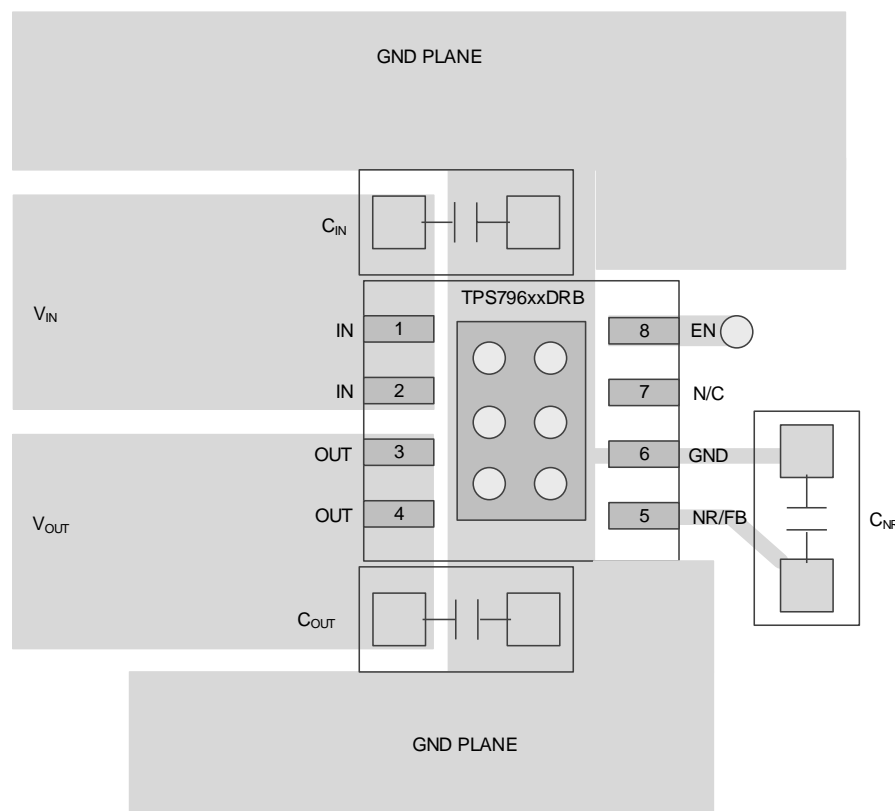 GND PLANE
CIN
TPS796xxDRB
VIN
IN 1
8 EN
IN 2
7 N/C
OUT 3
6 GND
VOUT
OUT 4
5 NR/FB
CNR
COUT
GND PLANE